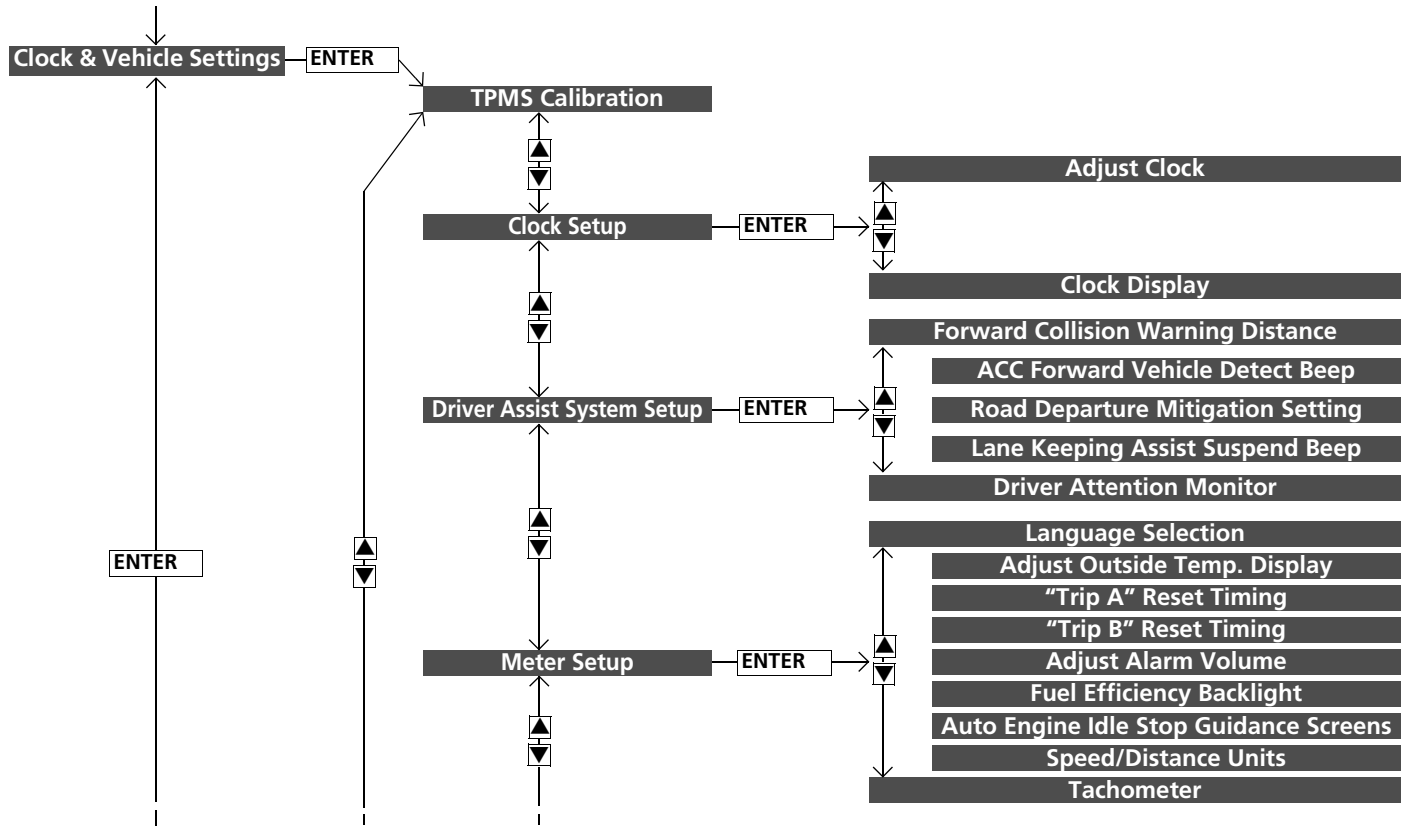 Clock & Vehicle Settings
ENTER
TPMS Calibration
Adjust Clock
Clock Setup
ENTER
Clock Display
Forward Collision Warning Distance
ACC Forward Vehicle Detect Beep
Driver Assist System Setup
ENTER
Road Departure Mitigation Setting
Lane Keeping Assist Suspend Beep
Driver Attention Monitor
Language Selection
ENTER
Adjust Outside Temp. Display
“Trip A” Reset Timing
“Trip B” Reset Timing
Meter Setup
ENTER
Adjust Alarm Volume
Fuel Efficiency Backlight
Auto Engine Idle Stop Guidance Screens
Speed/Distance Units
Tachometer